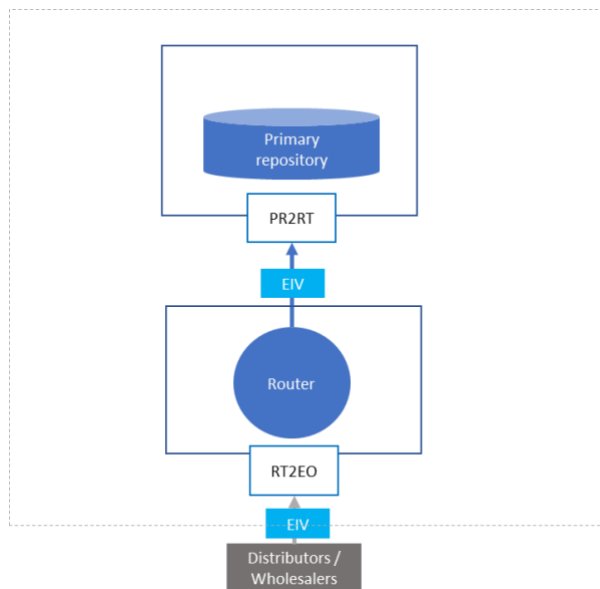 Primary
repository
PR2RT
EIV
Router
RT2EO
EIV
Distributors /
Wholesalers